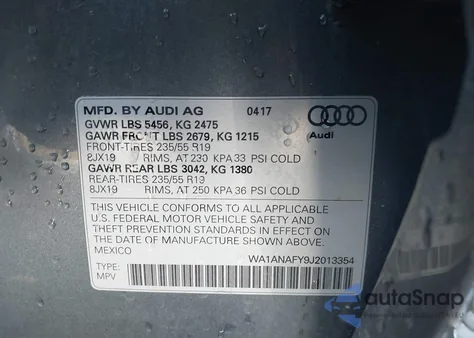 MFD. BY AUDI AG 0417
GVWR LBS 5456, KG 2475
GAWR FRONT LBS 2679, KG 1215
FRONT-TIRES 235/55 R19
8JX19 RIMS, AT 230 KPA 33 PSI COLD
GAWR REAR LBS 3042, KG 1380
REAR-TIRES 235/55 R19
8JX19 RIMS, AT 250 KPA 36 PSI COLD
Audi
THIS VEHICLE CONFORMS TO ALL APPLICABLE
U.S. FEDERAL MOTOR VEHICLE SAFETY AND
THEFT PREVENTION STANDARDS IN EFFECT ON
THE DATE OF MANUFACTURE SHOWN ABOVE.
MEXICO
WA1ANAFY9J2013354
TYPE:
MPV
autoSnap